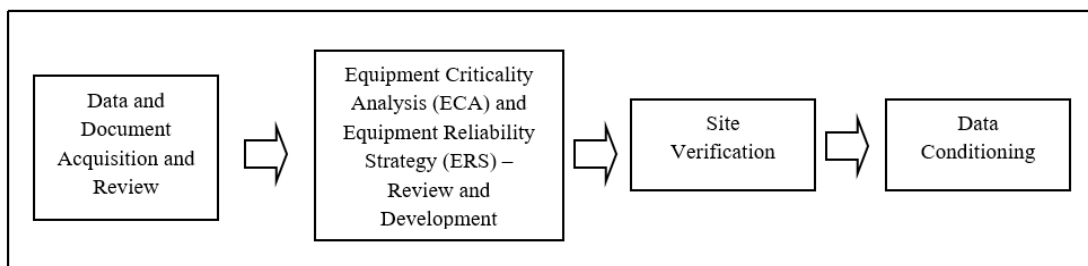 Data and
Document
Acquisition and
Review
Equipment Criticality
Analysis (ECA) and
Equipment Reliability
Strategy (ERS) –
Review and
Development
Site
Verification
Data
Conditioning